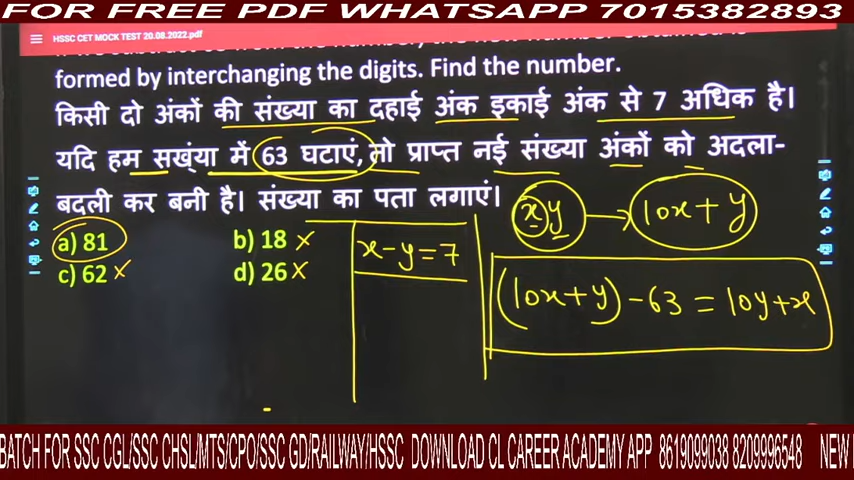 FOR FREE PDF WHATSAPP 7015382893
HSSC CET MOCK TEST 20.08.2022.pdf
formed by interchanging the digits. Find the number.
किसी दो अंकों की संख्या का दहाई अंक इकाई अंक से 7 अधिक है।
यदि हम सख्ंया में 63 घटाएं, तो प्राप्त नई संख्या अंकों को अदला-
बदली कर बनी है। संख्या का पता लगाएं।
xy → 10x + y
a) 81
b) 18 ×
x - y = 7
c) 62 ×
d) 26 ×
(10x + y) - 63 = 10y + x
BATCH FOR SSC CGL/SSC CHSL/MTS/CPO/SSC GD/RAILWAY/HSSC DOWNLOAD CL CAREER ACADEMY APP 8619099038 8209996548 NEW